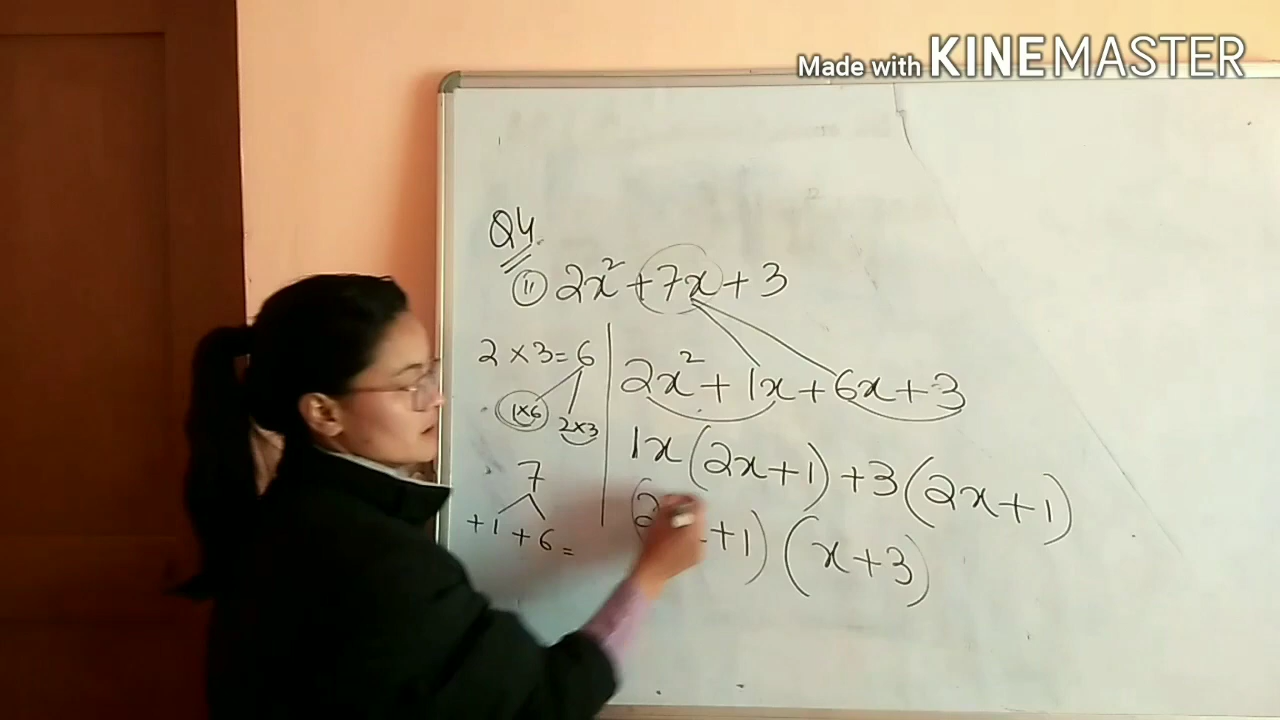 Made with KINEMASTER
Q4.
(ii) 2x² + 7x + 3
2 × 3 = 6
1×6
2×3
7
+1 +6 =
2x² + 1x + 6x + 3
1x (2x + 1) + 3 (2x + 1)
(2 + 1) (x + 3)